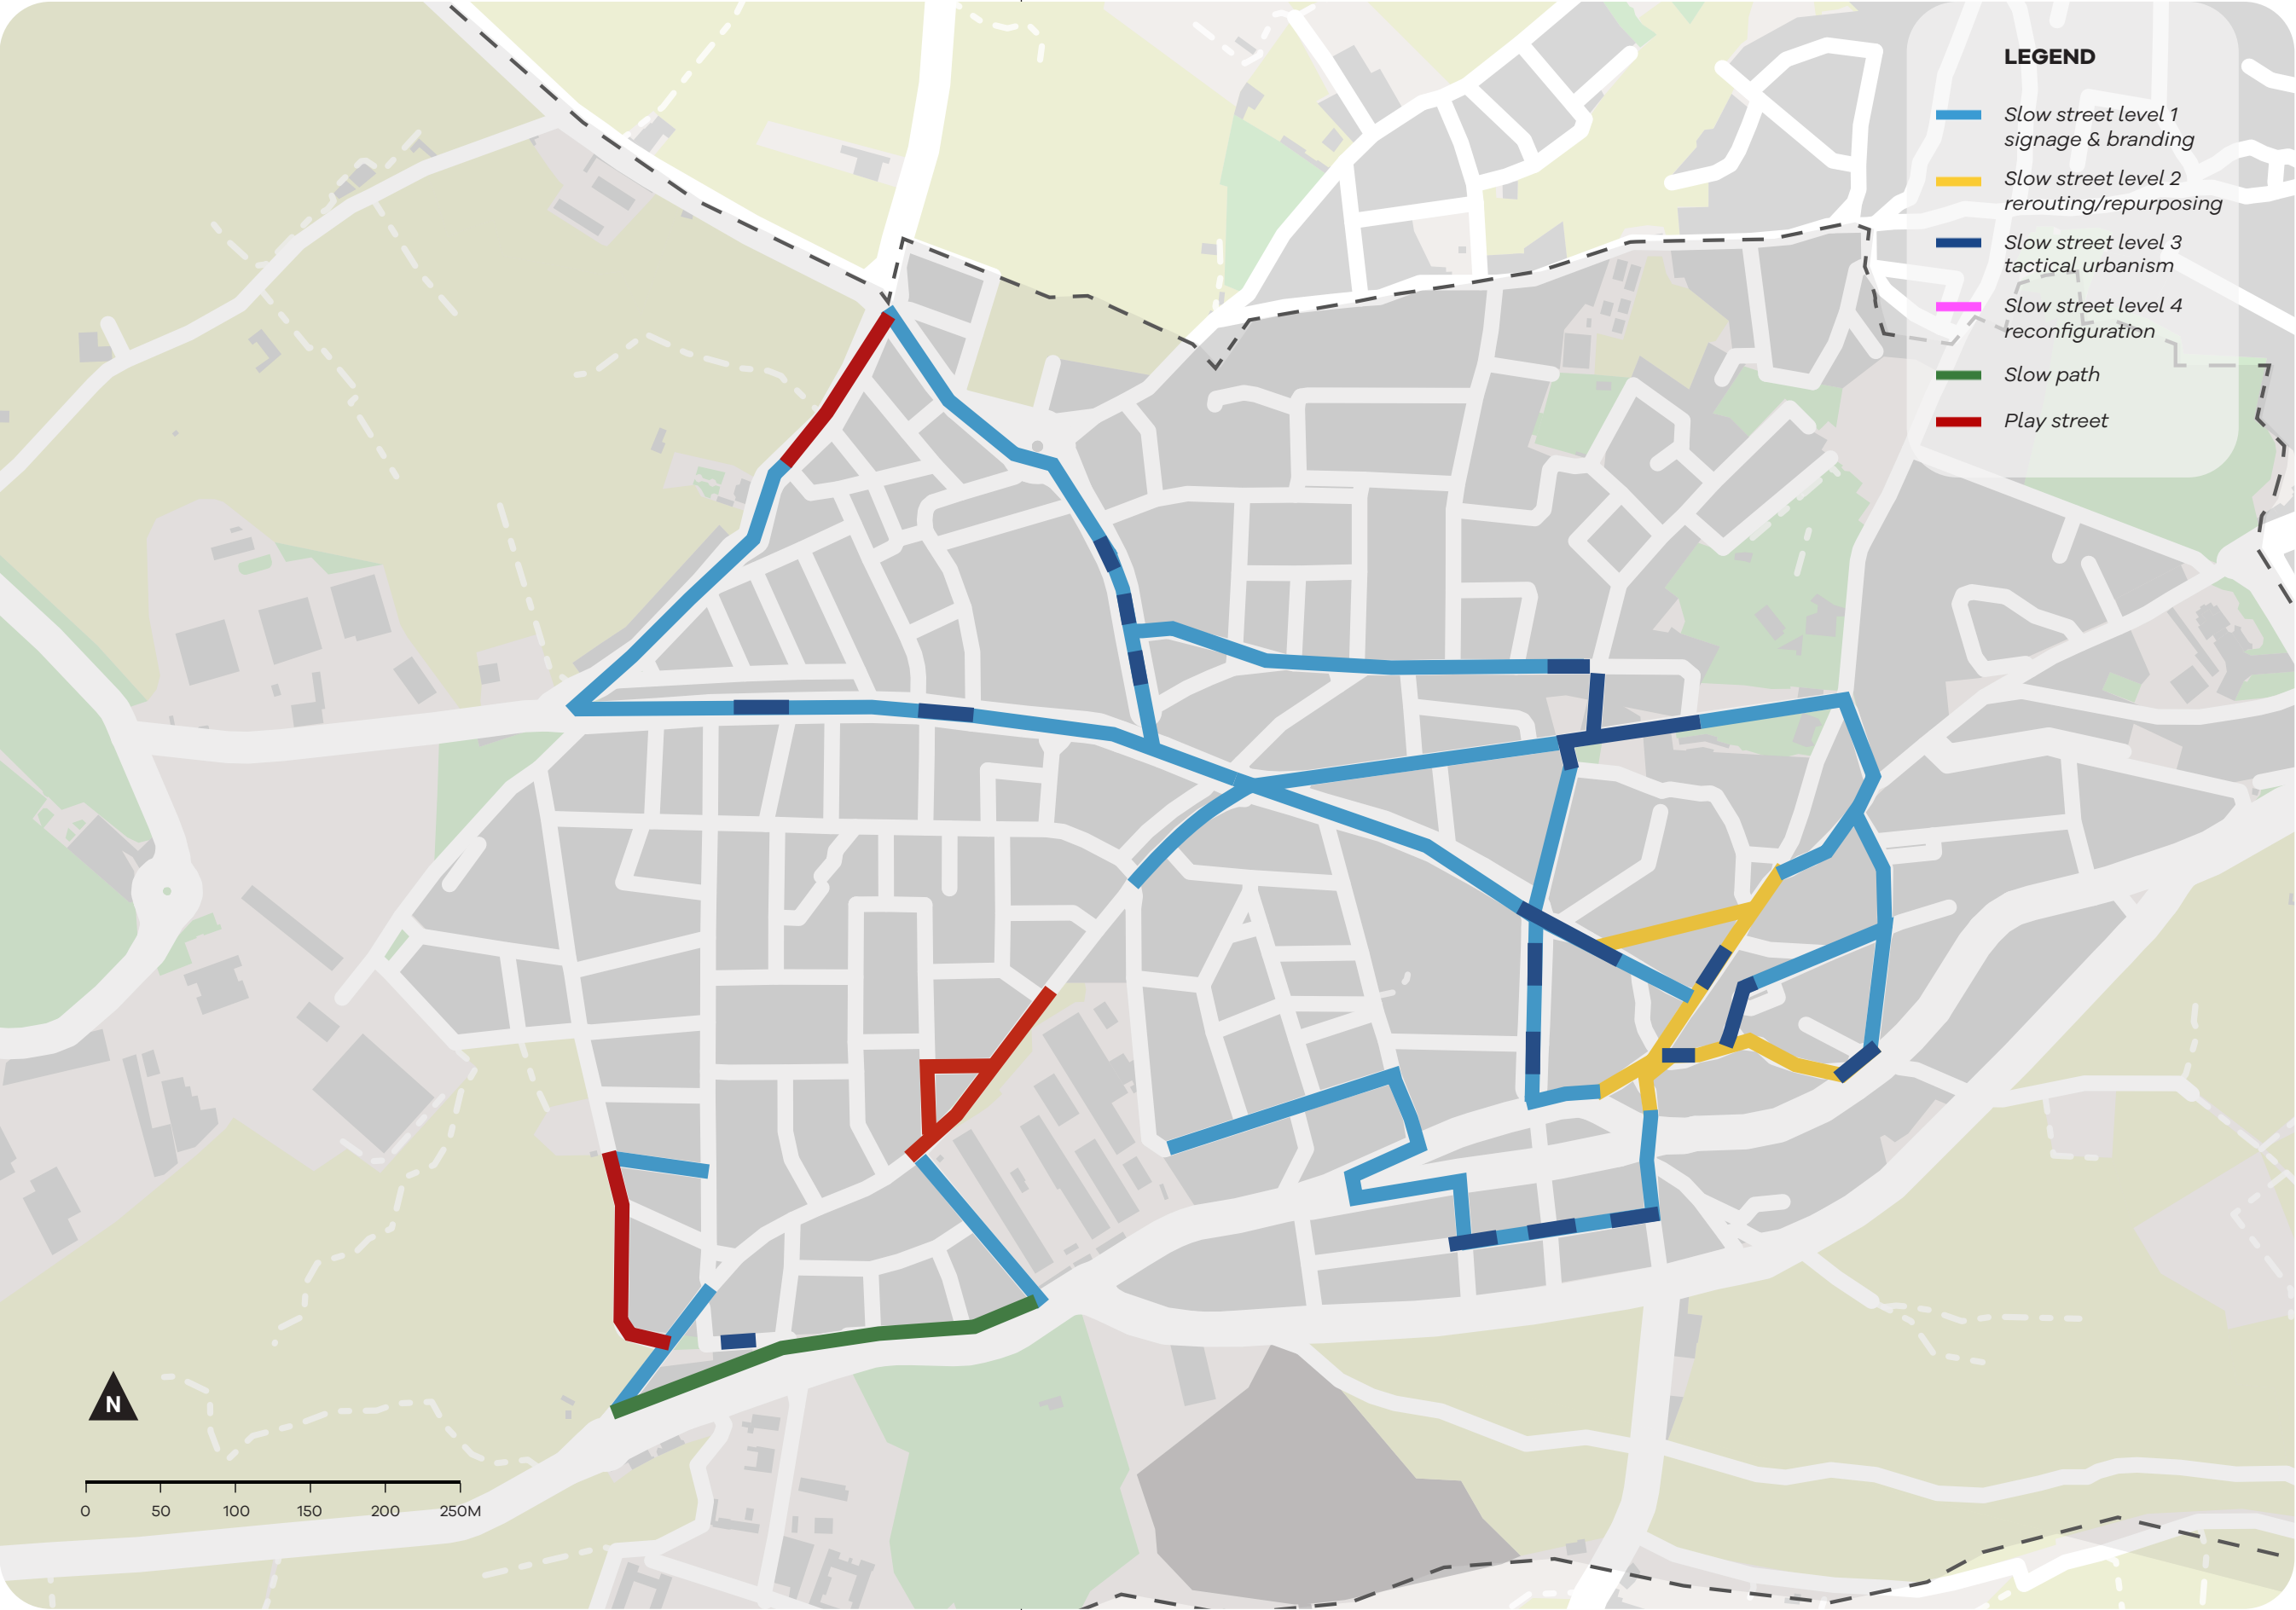 LEGEND
Slow street level 1
signage & branding
Slow street level 2
rerouting/repurposing
Slow street level 3
tactical urbanism
Slow street level 4
reconfiguration
Slow path
Play street
N
0 50 100 150 200 250M